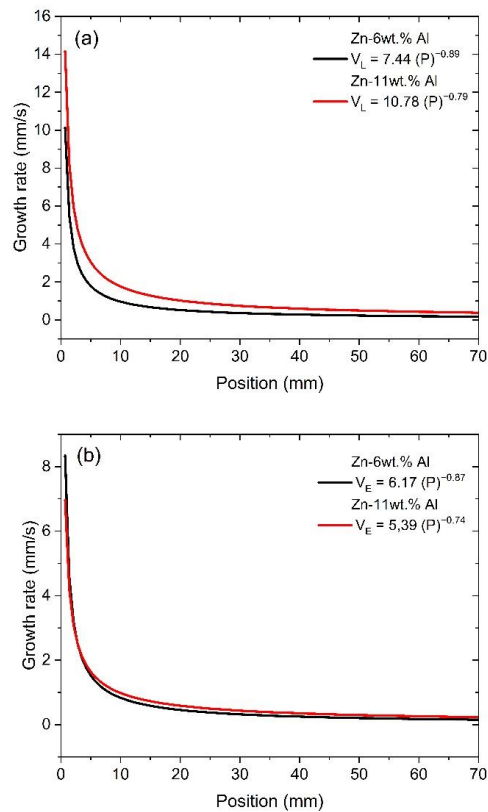 (a)
Zn-6wt.% Al
V_L = 7.44 (P)^−0.89
Zn-11wt.% Al
V_L = 10.78 (P)^−0.79
Growth rate (mm/s)
16
14
12
10
8
6
4
2
0
0 10 20 30 40 50 60 70
Position (mm)
(b)
Zn-6wt.% Al
V_E = 6.17 (P)^−0.87
Zn-11wt.% Al
V_E = 5,39 (P)^−0.74
Growth rate (mm/s)
8
6
4
2
0
0 10 20 30 40 50 60 70
Position (mm)